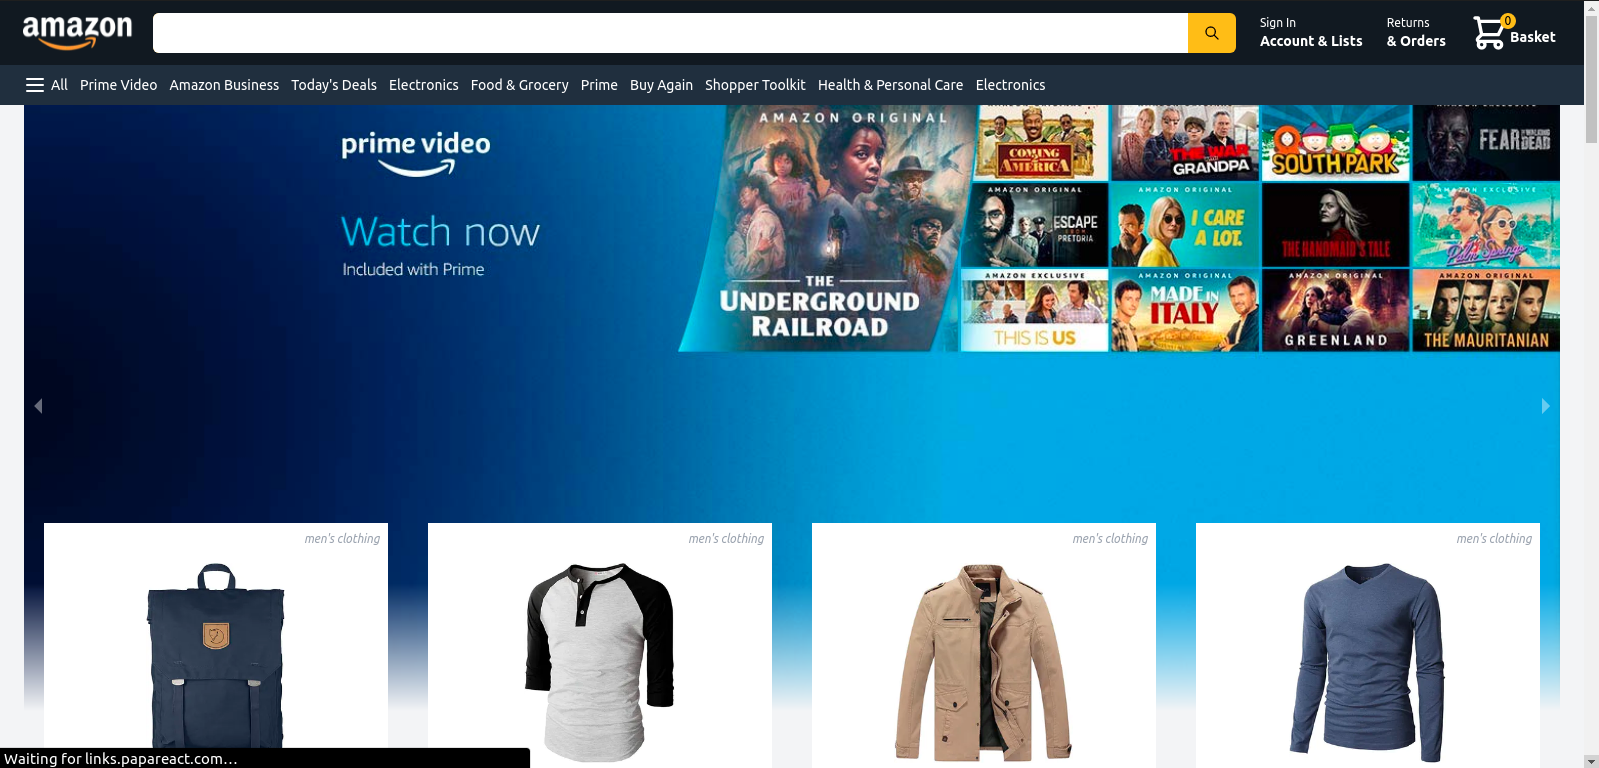 amazon
Sign In
Account & Lists
Returns
& Orders
0
Basket
All Prime Video Amazon Business Today's Deals Electronics Food & Grocery Prime Buy Again Shopper Toolkit Health & Personal Care Electronics
prime video
Watch now
Included with Prime
AMAZON ORIGINAL
THE
UNDERGROUND
RAILROAD
COMING
AMERICA
THE WAR
GRANDPA
SOUTH PARK
FEAR THE WALKING
DEAD
AMAZON ORIGINAL
ESCAPE
FROM
PRETORIA
AMAZON ORIGINAL
I CARE
A LOT.
THE HANDMAID'S TALE
AMAZON EXCLUSIVE
Palm Springs
AMAZON EXCLUSIVE
THIS IS US
AMAZON ORIGINAL
MADE IN
ITALY
AMAZON ORIGINAL
GREENLAND
AMAZON ORIGINAL
THE MAURITANIAN
men's clothing
men's clothing
men's clothing
men's clothing
Waiting for links.papareact.com…